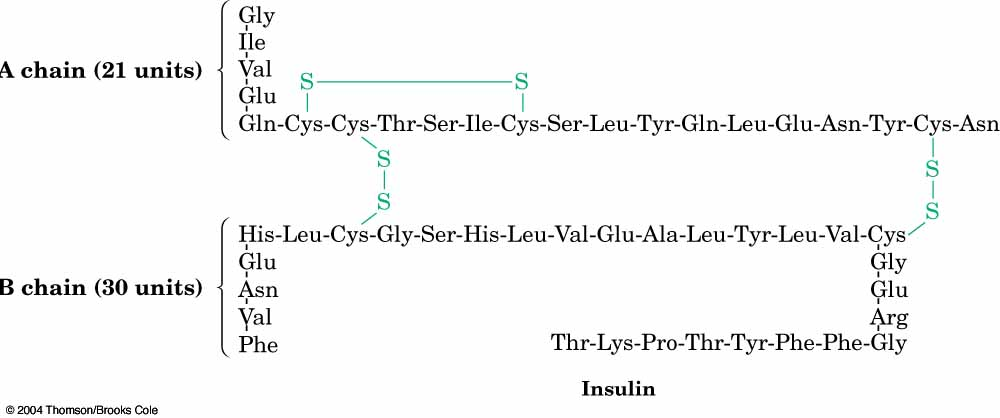 Gly
Ile
A chain (21 units)
Val
S S
Glu
Gln-Cys-Cys-Thr-Ser-Ile-Cys-Ser-Leu-Tyr-Gln-Leu-Glu-Asn-Tyr-Cys-Asn
S S
S S
His-Leu-Cys-Gly-Ser-His-Leu-Val-Glu-Ala-Leu-Tyr-Leu-Val-Cys
Glu Gly
B chain (30 units)
Asn Glu
Val Arg
Phe Thr-Lys-Pro-Thr-Tyr-Phe-Phe-Gly
Insulin
© 2004 Thomson/Brooks Cole